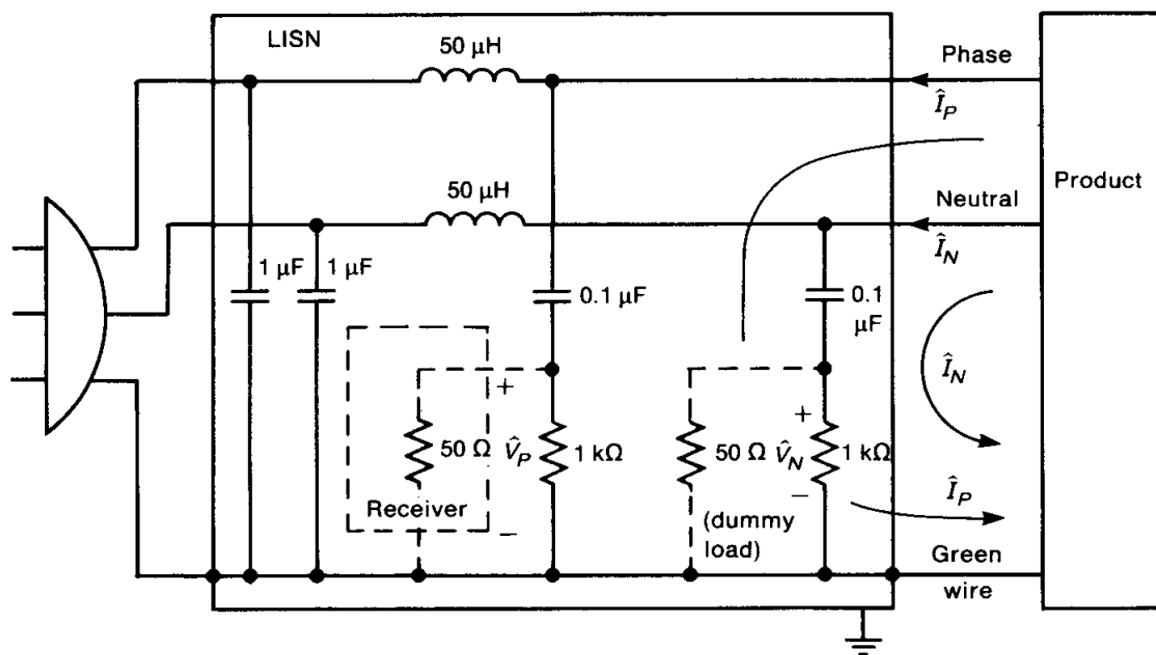 LISN
50 μH
Phase
Î_P
50 μH
Neutral
Î_N
Product
1 μF
1 μF
0.1 μF
0.1
μF
Î_N
+
+
50 Ω
V̂_P
1 kΩ
50 Ω
V̂_N
1 kΩ
Receiver
−
−
(dummy
load)
Î_P
Green
wire